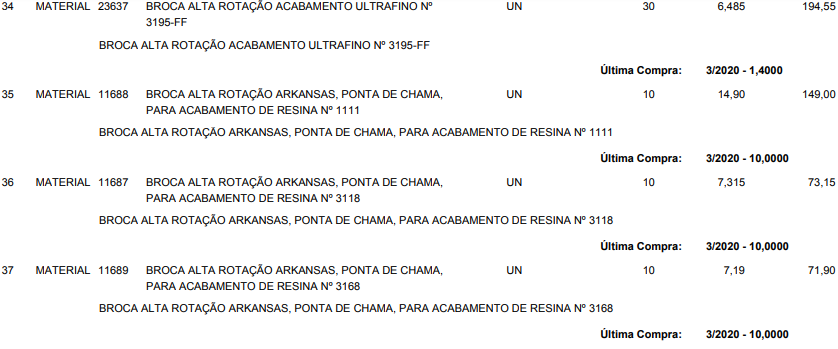 34 MATERIAL 23637 BROCA ALTA ROTAÇÃO ACABAMENTO ULTRAFINO Nº UN 30 6,485 194,55
3195-FF
BROCA ALTA ROTAÇÃO ACABAMENTO ULTRAFINO Nº 3195-FF
Última Compra: 3/2020 - 1,4000
35 MATERIAL 11688 BROCA ALTA ROTAÇÃO ARKANSAS, PONTA DE CHAMA, UN 10 14,90 149,00
PARA ACABAMENTO DE RESINA Nº 1111
BROCA ALTA ROTAÇÃO ARKANSAS, PONTA DE CHAMA, PARA ACABAMENTO DE RESINA Nº 1111
Última Compra: 3/2020 - 10,0000
36 MATERIAL 11687 BROCA ALTA ROTAÇÃO ARKANSAS, PONTA DE CHAMA, UN 10 7,315 73,15
PARA ACABAMENTO DE RESINA Nº 3118
BROCA ALTA ROTAÇÃO ARKANSAS, PONTA DE CHAMA, PARA ACABAMENTO DE RESINA Nº 3118
Última Compra: 3/2020 - 10,0000
37 MATERIAL 11689 BROCA ALTA ROTAÇÃO ARKANSAS, PONTA DE CHAMA, UN 10 7,19 71,90
PARA ACABAMENTO DE RESINA Nº 3168
BROCA ALTA ROTAÇÃO ARKANSAS, PONTA DE CHAMA, PARA ACABAMENTO DE RESINA Nº 3168
Última Compra: 3/2020 - 10,0000